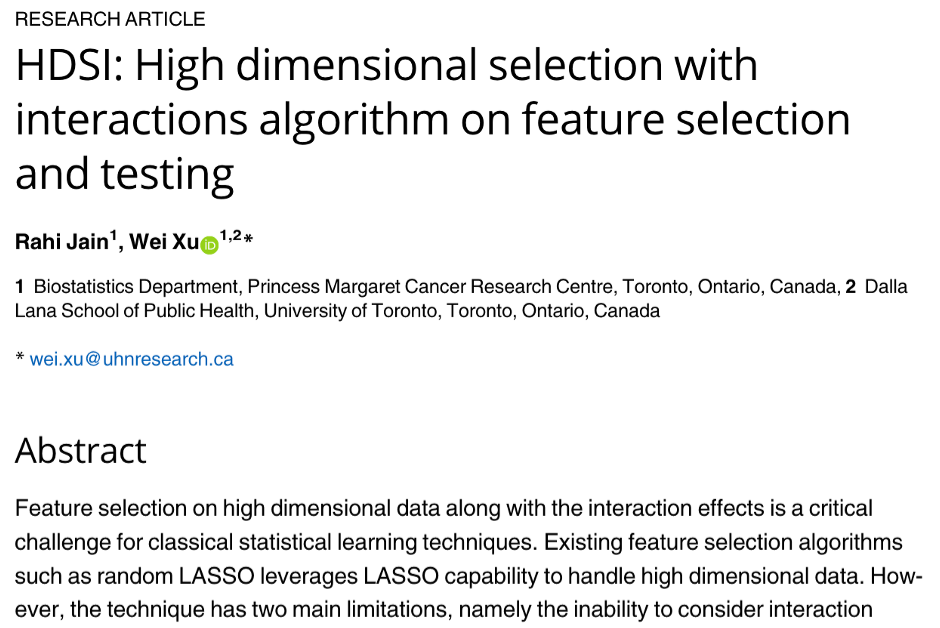 RESEARCH ARTICLE
HDSI: High dimensional selection with
interactions algorithm on feature selection
and testing
Rahi Jain1, Wei Xu iD 1,2*
1 Biostatistics Department, Princess Margaret Cancer Research Centre, Toronto, Ontario, Canada, 2 Dalla
Lana School of Public Health, University of Toronto, Toronto, Ontario, Canada
* wei.xu@uhnresearch.ca
Abstract
Feature selection on high dimensional data along with the interaction effects is a critical
challenge for classical statistical learning techniques. Existing feature selection algorithms
such as random LASSO leverages LASSO capability to handle high dimensional data. How-
ever, the technique has two main limitations, namely the inability to consider interaction